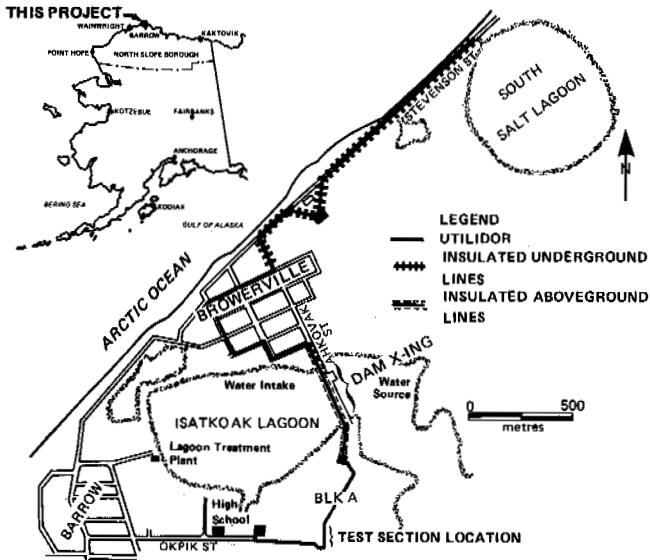 THIS PROJECT
WAINWRIGHT
BARROW
KAKTOVIK
POINT HOPE
NORTH SLOPE BOROUGH
KOTZEBUE
FAIRBANKS
ANCHORAGE
BERING SEA
KODIAK
GULF OF ALASKA
STEVENSON ST.
SOUTH
SALT LAGOON
N
LEGEND
UTILIDOR
INSULATED UNDERGROUND
LINES
INSULATED ABOVEGROUND
LINES
ARCTIC OCEAN
BROWERVILLE
AHKOVAK
ST
DAM X-ING
Water Intake
Water
Source
0 500
metres
ISATKOAK LAGOON
Lagoon Treatment
Plant
BARROW
High
School
BLK A
OKPIK ST
TEST SECTION LOCATION